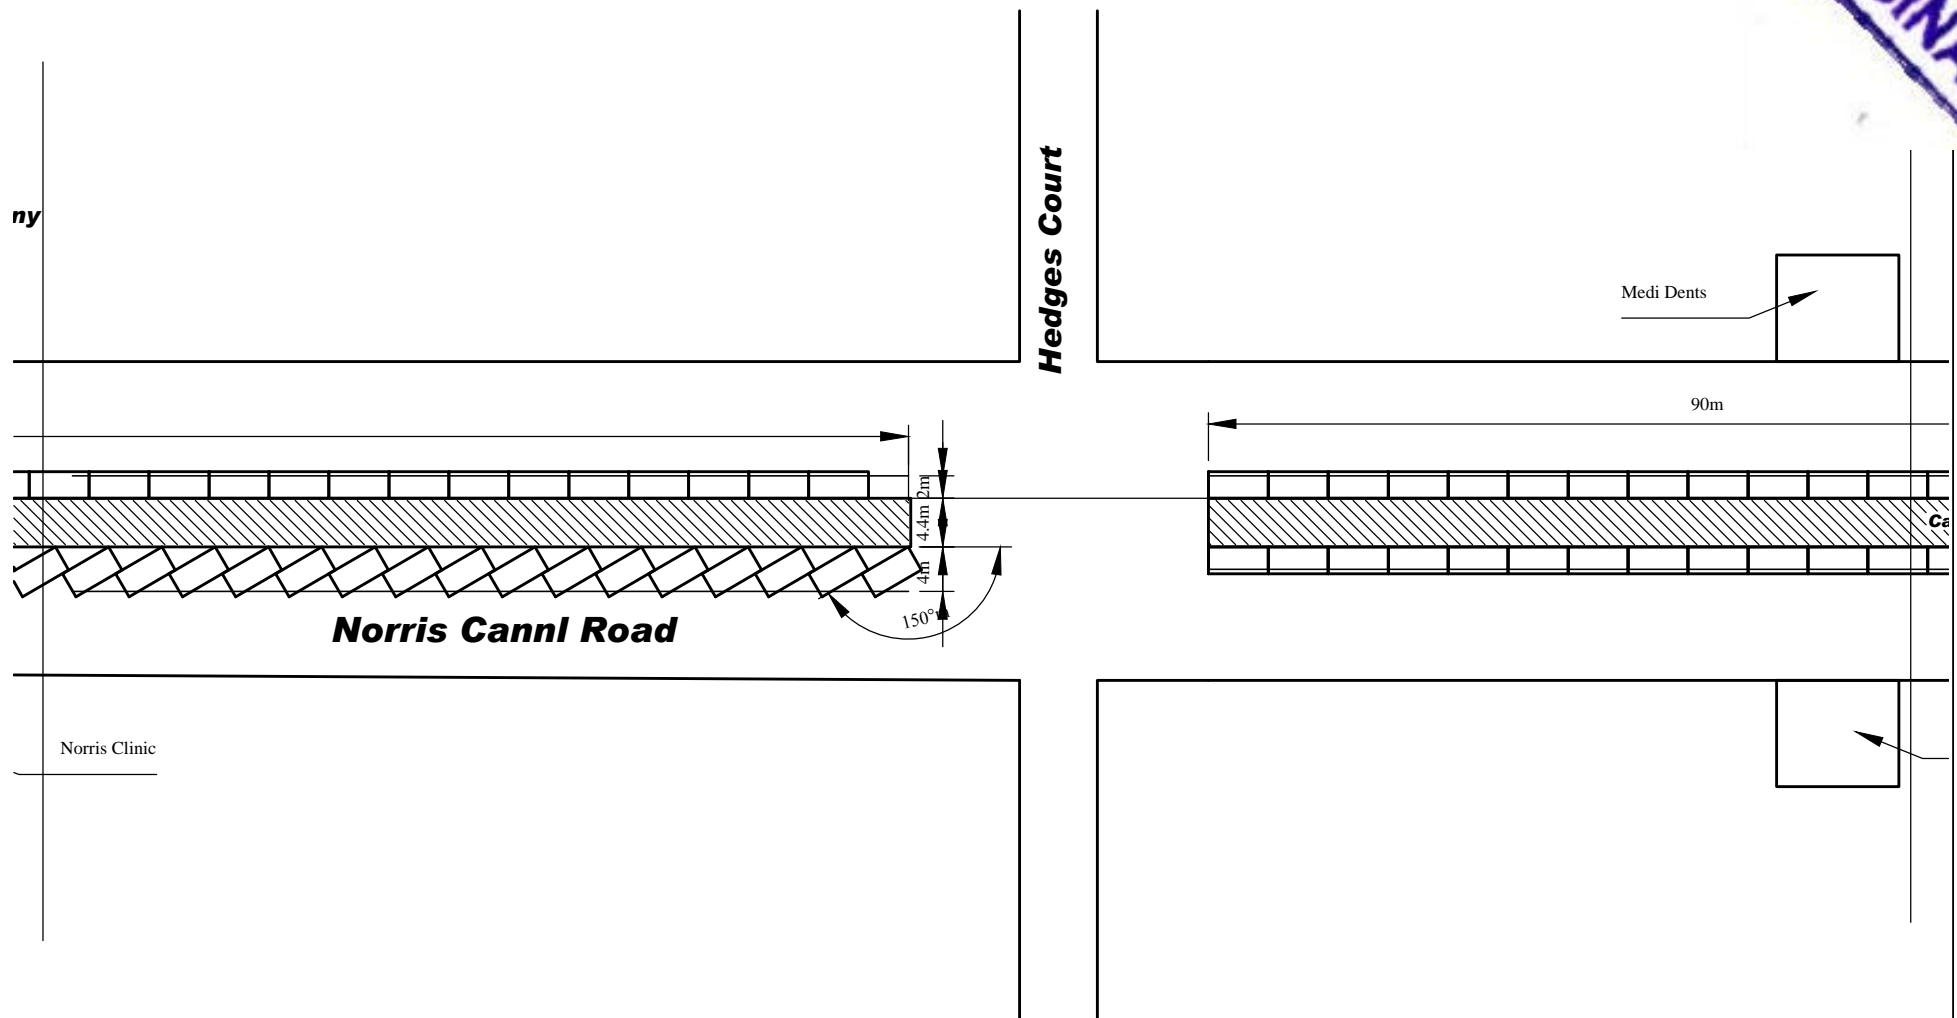 ny
Hedges Court
Medi Dents
90m
2m
4.4m
4m
150°
Norris Cannl Road
Norris Clinic